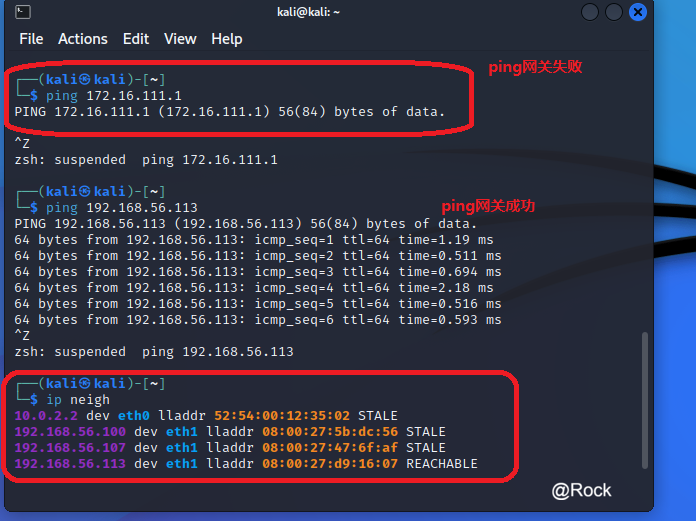 kali@kali: ~
File Actions Edit View Help
ping网关失败
┌──(kali㉿kali)-[~]
└─$ ping 172.16.111.1
PING 172.16.111.1 (172.16.111.1) 56(84) bytes of data.
^Z
zsh: suspended  ping 172.16.111.1
┌──(kali㉿kali)-[~]
└─$ ping 192.168.56.113
ping网关成功
PING 192.168.56.113 (192.168.56.113) 56(84) bytes of data.
64 bytes from 192.168.56.113: icmp_seq=1 ttl=64 time=1.19 ms
64 bytes from 192.168.56.113: icmp_seq=2 ttl=64 time=0.511 ms
64 bytes from 192.168.56.113: icmp_seq=3 ttl=64 time=0.694 ms
64 bytes from 192.168.56.113: icmp_seq=4 ttl=64 time=2.18 ms
64 bytes from 192.168.56.113: icmp_seq=5 ttl=64 time=0.516 ms
64 bytes from 192.168.56.113: icmp_seq=6 ttl=64 time=0.593 ms
^Z
zsh: suspended  ping 192.168.56.113
┌──(kali㉿kali)-[~]
└─$ ip neigh
10.0.2.2 dev eth0 lladdr 52:54:00:12:35:02 STALE
192.168.56.100 dev eth1 lladdr 08:00:27:5b:dc:56 STALE
192.168.56.107 dev eth1 lladdr 08:00:27:47:6f:af STALE
192.168.56.113 dev eth1 lladdr 08:00:27:d9:16:07 REACHABLE
@Rock